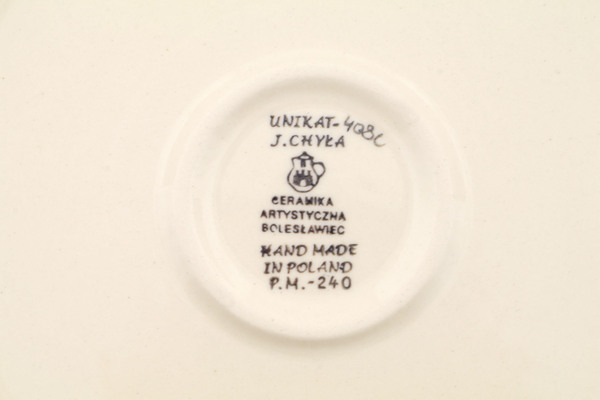 UNIKAT-408C
J.CHYŁA
CERAMIKA
ARTYSTYCZNA
BOLESŁAWIEC
HAND MADE
IN POLAND
P.M.-240